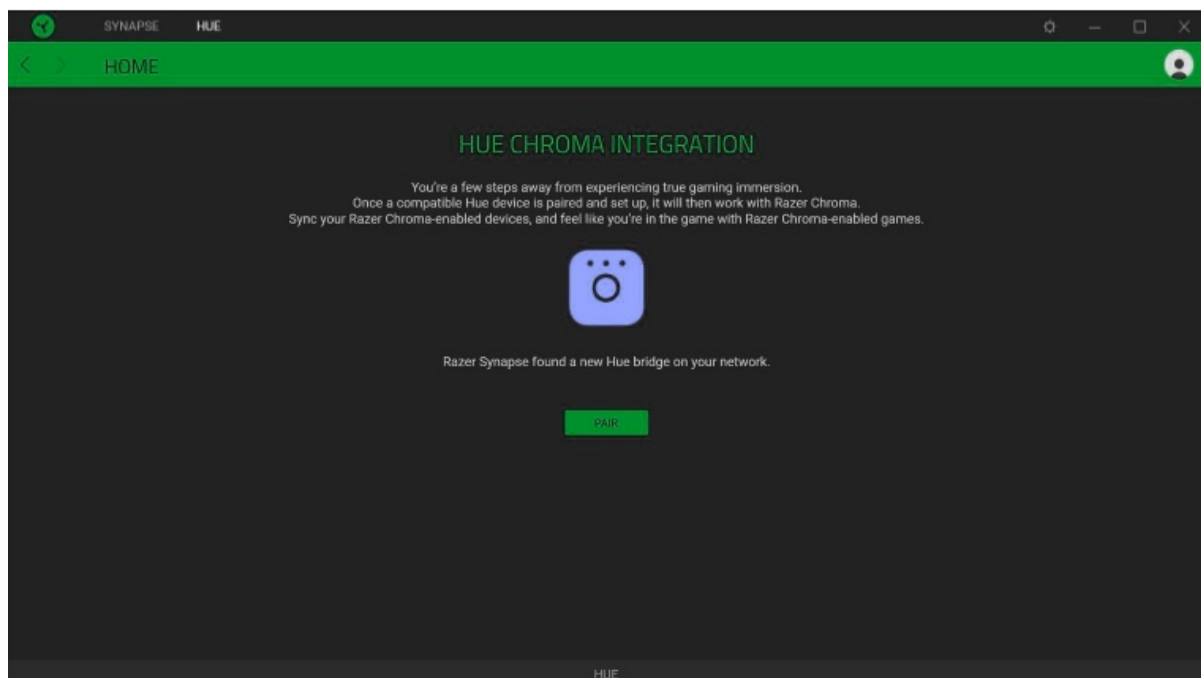 SYNAPSE HUE
HOME
HUE CHROMA INTEGRATION
You're a few steps away from experiencing true gaming immersion.
Once a compatible Hue device is paired and set up, it will then work with Razer Chroma.
Sync your Razer Chroma-enabled devices, and feel like you're in the game with Razer Chroma-enabled games.
Razer Synapse found a new Hue bridge on your network.
PAIR
HUE